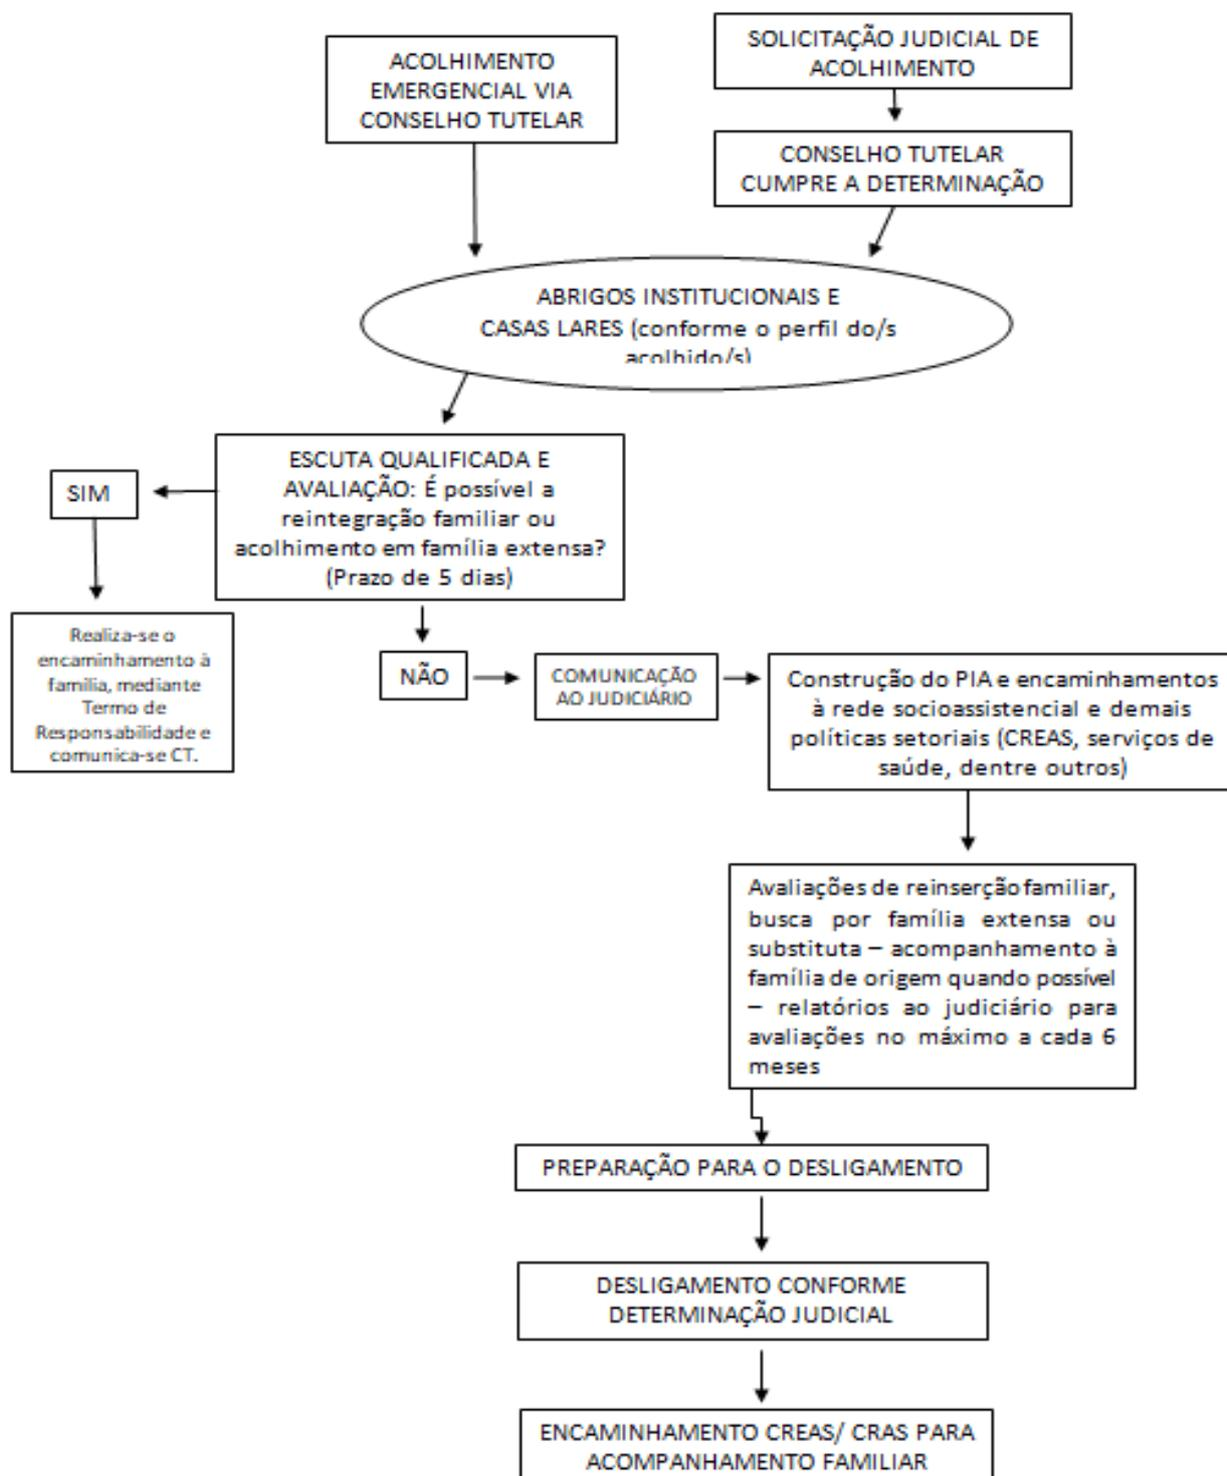 ACOLHIMENTO
EMERGENCIAL VIA
CONSELHO TUTELAR
SOLICITAÇÃO JUDICIAL DE
ACOLHIMENTO
CONSELHO TUTELAR
CUMPRE A DETERMINAÇÃO
ABRIGOS INSTITUCIONAIS E
CASAS LARES (conforme o perfil do/s
acolhido/s)
ESCUTA QUALIFICADA E
AVALIAÇÃO: É possível a
reintegração familiar ou
acolhimento em família extensa?
(Prazo de 5 dias)
SIM
Realiza-se o
encaminhamento à
família, mediante
Termo de
Responsabilidade e
comunica-se CT.
NÃO
COMUNICAÇÃO
AO JUDICIÁRIO
Construção do PIA e encaminhamentos
à rede socioassistencial e demais
políticas setoriais (CREAS, serviços de
saúde, dentre outros)
Avaliações de reinserção familiar,
busca por família extensa ou
substituta – acompanhamento à
família de origem quando possível
– relatórios ao judiciário para
avaliações no máximo a cada 6
meses
PREPARAÇÃO PARA O DESLIGAMENTO
DESLIGAMENTO CONFORME
DETERMINAÇÃO JUDICIAL
ENCAMINHAMENTO CREAS/ CRAS PARA
ACOMPANHAMENTO FAMILIAR